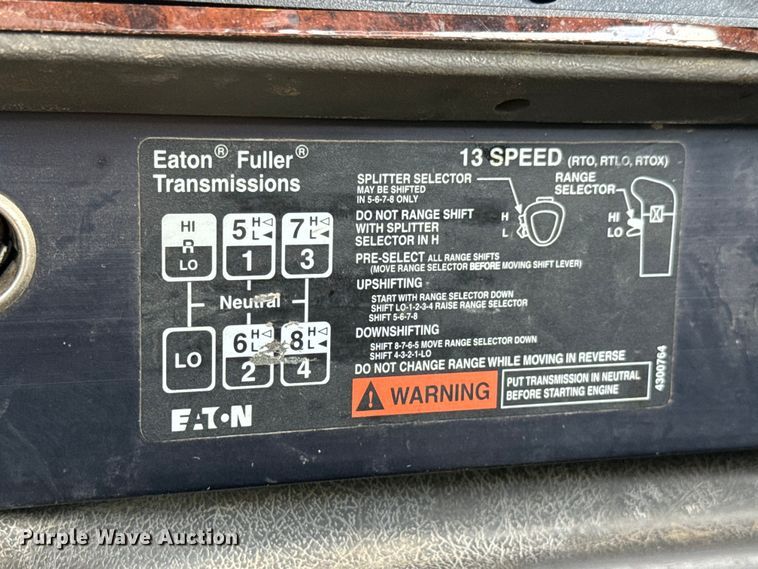 Eaton® Fuller®
Transmissions
13 SPEED (RTO, RTLO, RTOX)
SPLITTER SELECTOR
MAY BE SHIFTED
IN 5-6-7-8 ONLY
RANGE
SELECTOR
H
L
HI
LO
DO NOT RANGE SHIFT
WITH SPLITTER
SELECTOR IN H
PRE-SELECT ALL RANGE SHIFTS
(MOVE RANGE SELECTOR BEFORE MOVING SHIFT LEVER)
UPSHIFTING
START WITH RANGE SELECTOR DOWN
SHIFT LO-1-2-3-4 RAISE RANGE SELECTOR
SHIFT 5-6-7-8
DOWNSHIFTING
SHIFT 8-7-6-5 MOVE RANGE SELECTOR DOWN
SHIFT 4-3-2-1-LO
DO NOT CHANGE RANGE WHILE MOVING IN REVERSE
HI
R
LO
5 H L
1
7 H L
3
Neutral
LO
6 H L
2
8 H L
4
EATON
WARNING
PUT TRANSMISSION IN NEUTRAL
BEFORE STARTING ENGINE
4300764
Purple Wave Auction